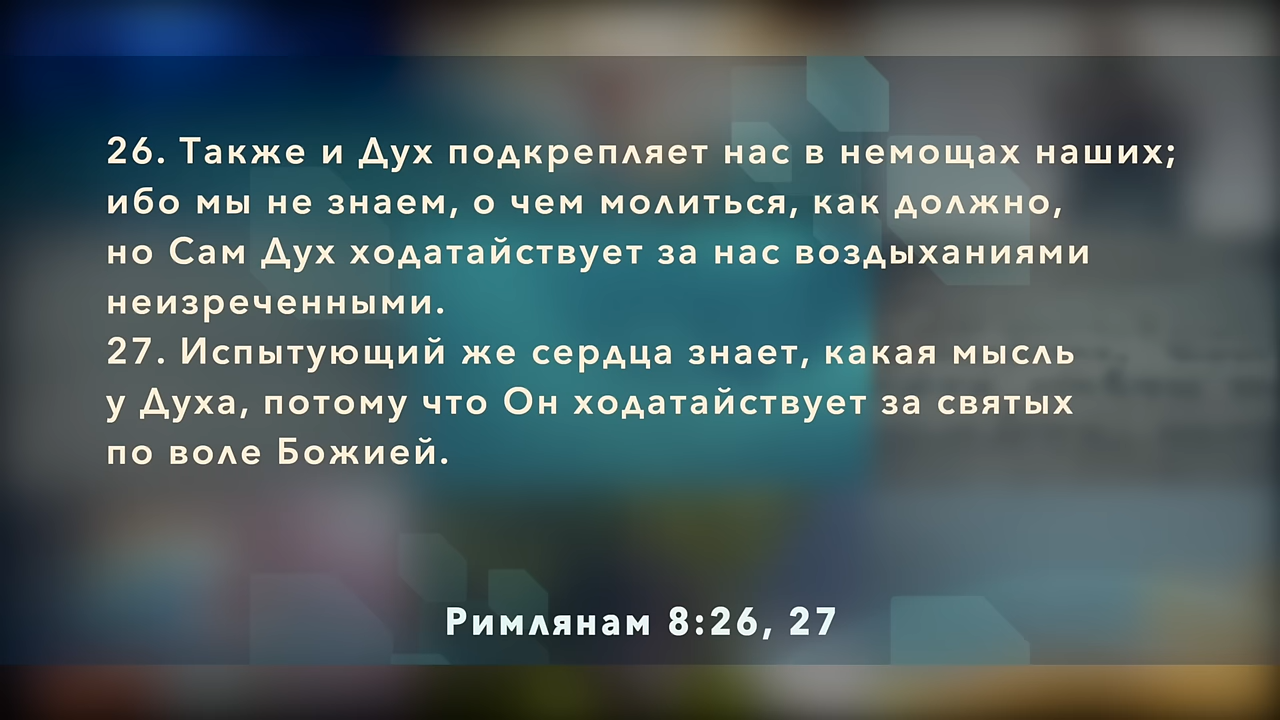 26. Также и Дух подкрепляет нас в немощах наших;
ибо мы не знаем, о чем молиться, как должно,
но Сам Дух ходатайствует за нас воздыханиями
неизреченными.
27. Испытующий же сердца знает, какая мысль
у Духа, потому что Он ходатайствует за святых
по воле Божией.
Римлянам 8:26, 27